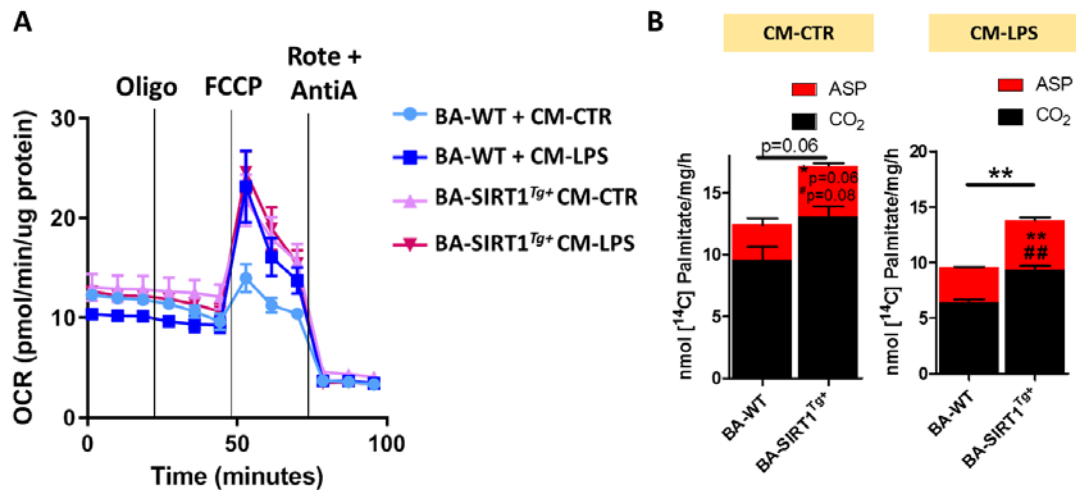 A
Oligo
FCCP
Rote +
AntiA
30
20
10
0
OCR (pmol/min/ug protein)
0
50
100
Time (minutes)
BA-WT + CM-CTR
BA-WT + CM-LPS
BA-SIRT1Tg+ CM-CTR
BA-SIRT1Tg+ CM-LPS
B
CM-CTR
ASP
CO2
p=0.06
* p=0.06
# p=0.08
15
10
5
0
nmol [14C] Palmitate/mg/h
BA-WT
BA-SIRT1Tg+
CM-LPS
ASP
CO2
**
**
##
20
15
10
5
0
nmol [14C] Palmitate/mg/h
BA-WT
BA-SIRT1Tg+